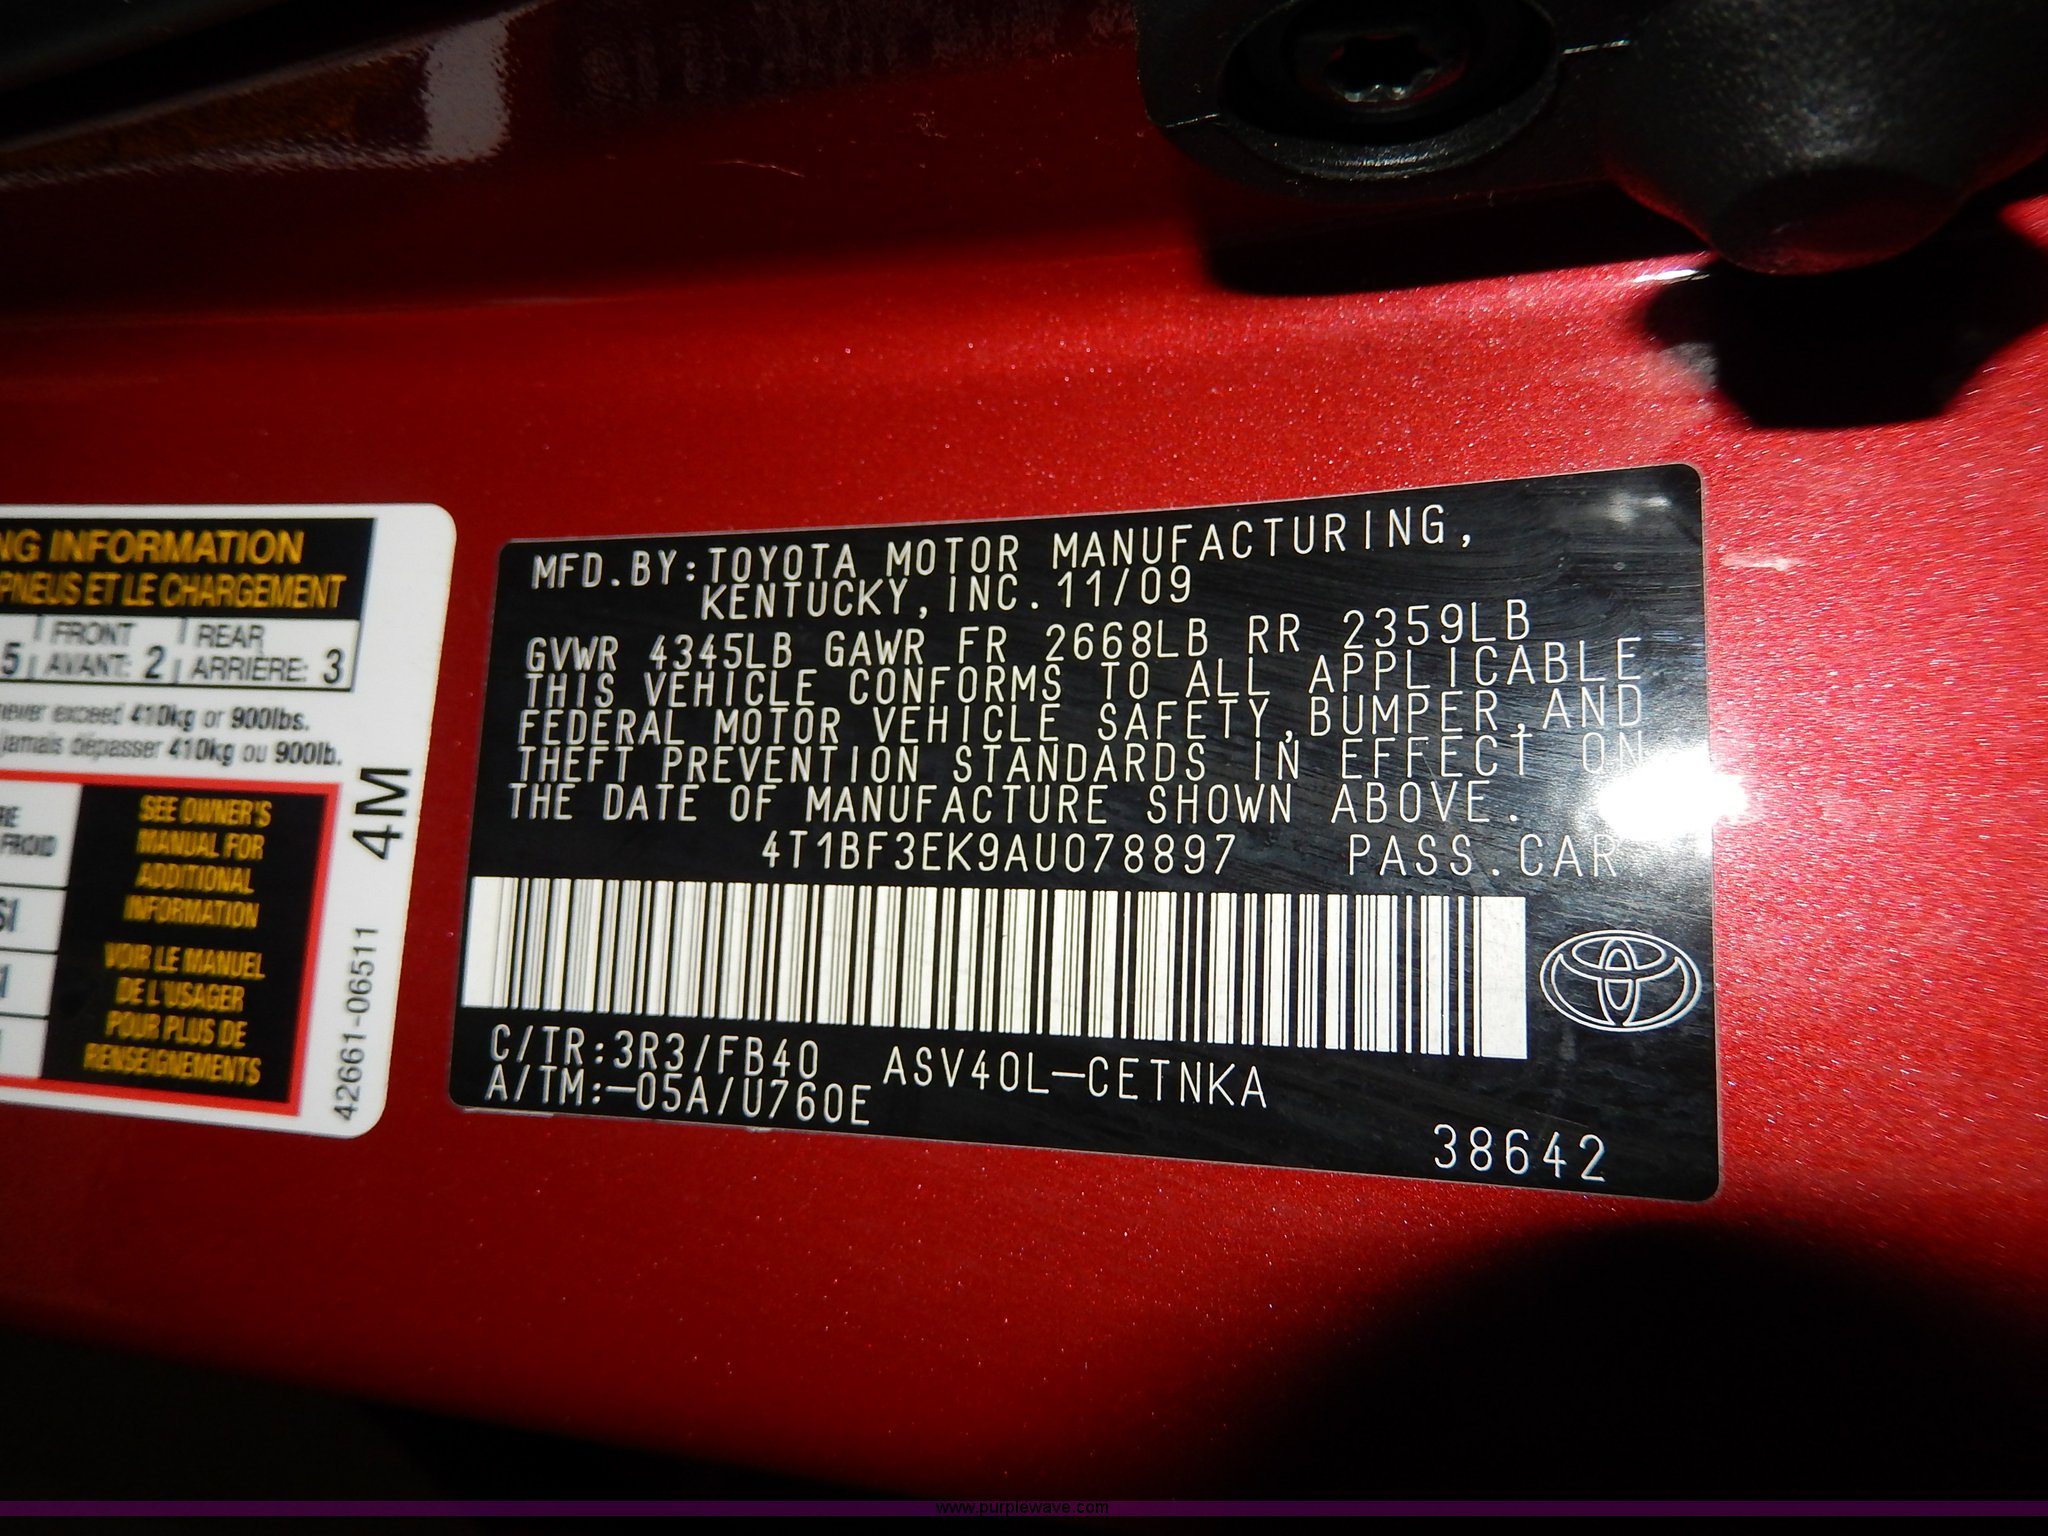 NG INFORMATION
PNEUS ET LE CHARGEMENT
5 FRONT REAR
AVANT: 2 ARRIÈRE: 3
never exceed 410kg or 900lbs.
jamais dépasser 410kg ou 900lb.
RE
FROID
SEE OWNER'S
MANUAL FOR
ADDITIONAL
INFORMATION
VOIR LE MANUEL
DE L'USAGER
POUR PLUS DE
RENSEIGNEMENTS
4M
42661-06511
MFD.BY:TOYOTA MOTOR MANUFACTURING,
KENTUCKY,INC.11/09
GVWR 4345LB GAWR FR 2668LB RR 2359LB
THIS VEHICLE CONFORMS TO ALL APPLICABLE
FEDERAL MOTOR VEHICLE SAFETY,BUMPER,AND
THEFT PREVENTION STANDARDS IN EFFECT ON
THE DATE OF MANUFACTURE SHOWN ABOVE.
4T1BF3EK9AU078897 PASS.CAR
C/TR:3R3/FB40 ASV40L-CETNKA
A/TM:-05A/U760E
38642
www.purplewave.com